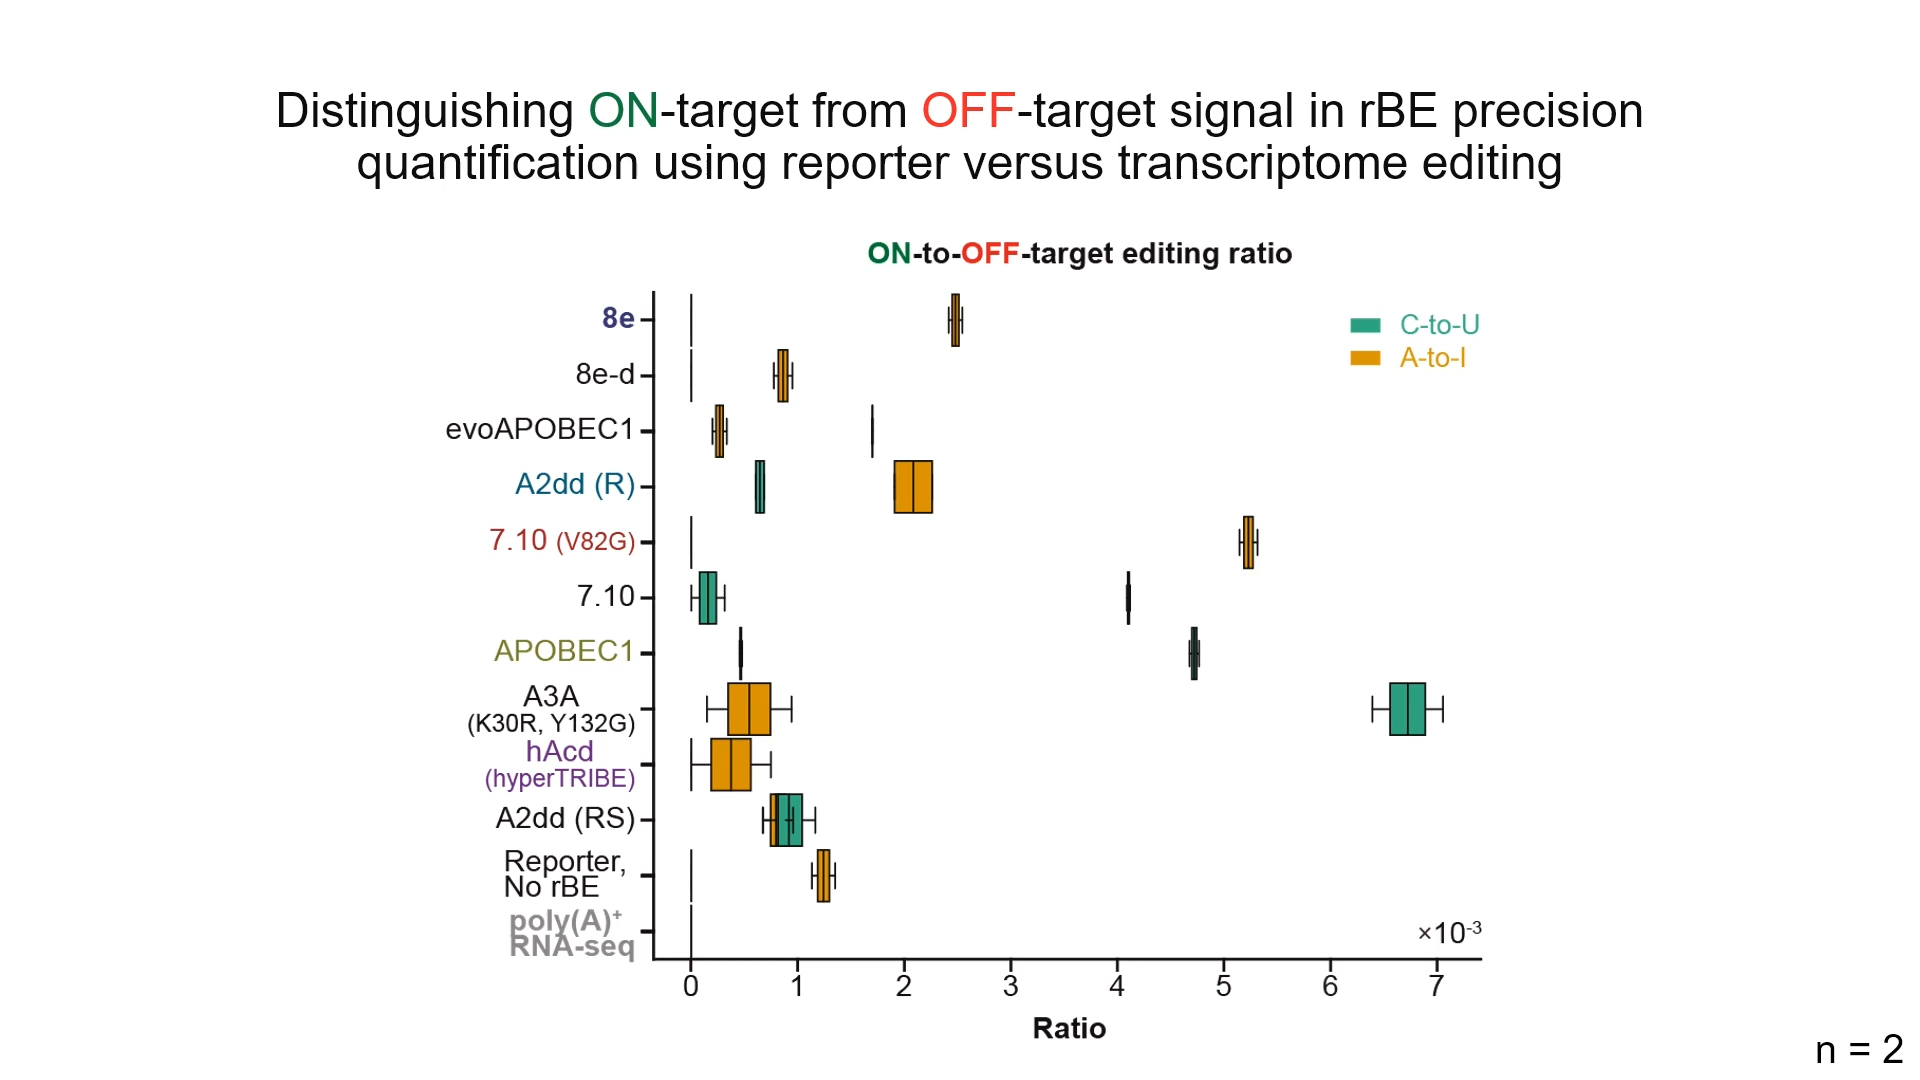 Distinguishing ON-target from OFF-target signal in rBE precision
quantification using reporter versus transcriptome editing
ON-to-OFF-target editing ratio
8e
8e-d
evoAPOBEC1
A2dd (R)
7.10 (V82G)
7.10
APOBEC1
A3A
(K30R, Y132G)
hAcd
(hyperTRIBE)
A2dd (RS)
Reporter,
No rBE
poly(A)⁺
RNA-seq
C-to-U
A-to-I
×10⁻³
0 1 2 3 4 5 6 7
Ratio
n = 2